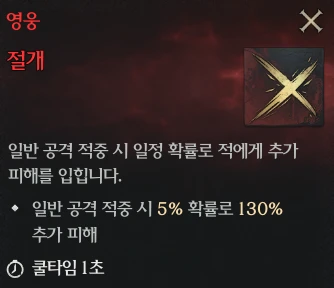 영웅
절개
일반 공격 적중 시 일정 확률로 적에게 추가
피해를 입힙니다.
일반 공격 적중 시 5% 확률로 130%
추가 피해
쿨타임 1초